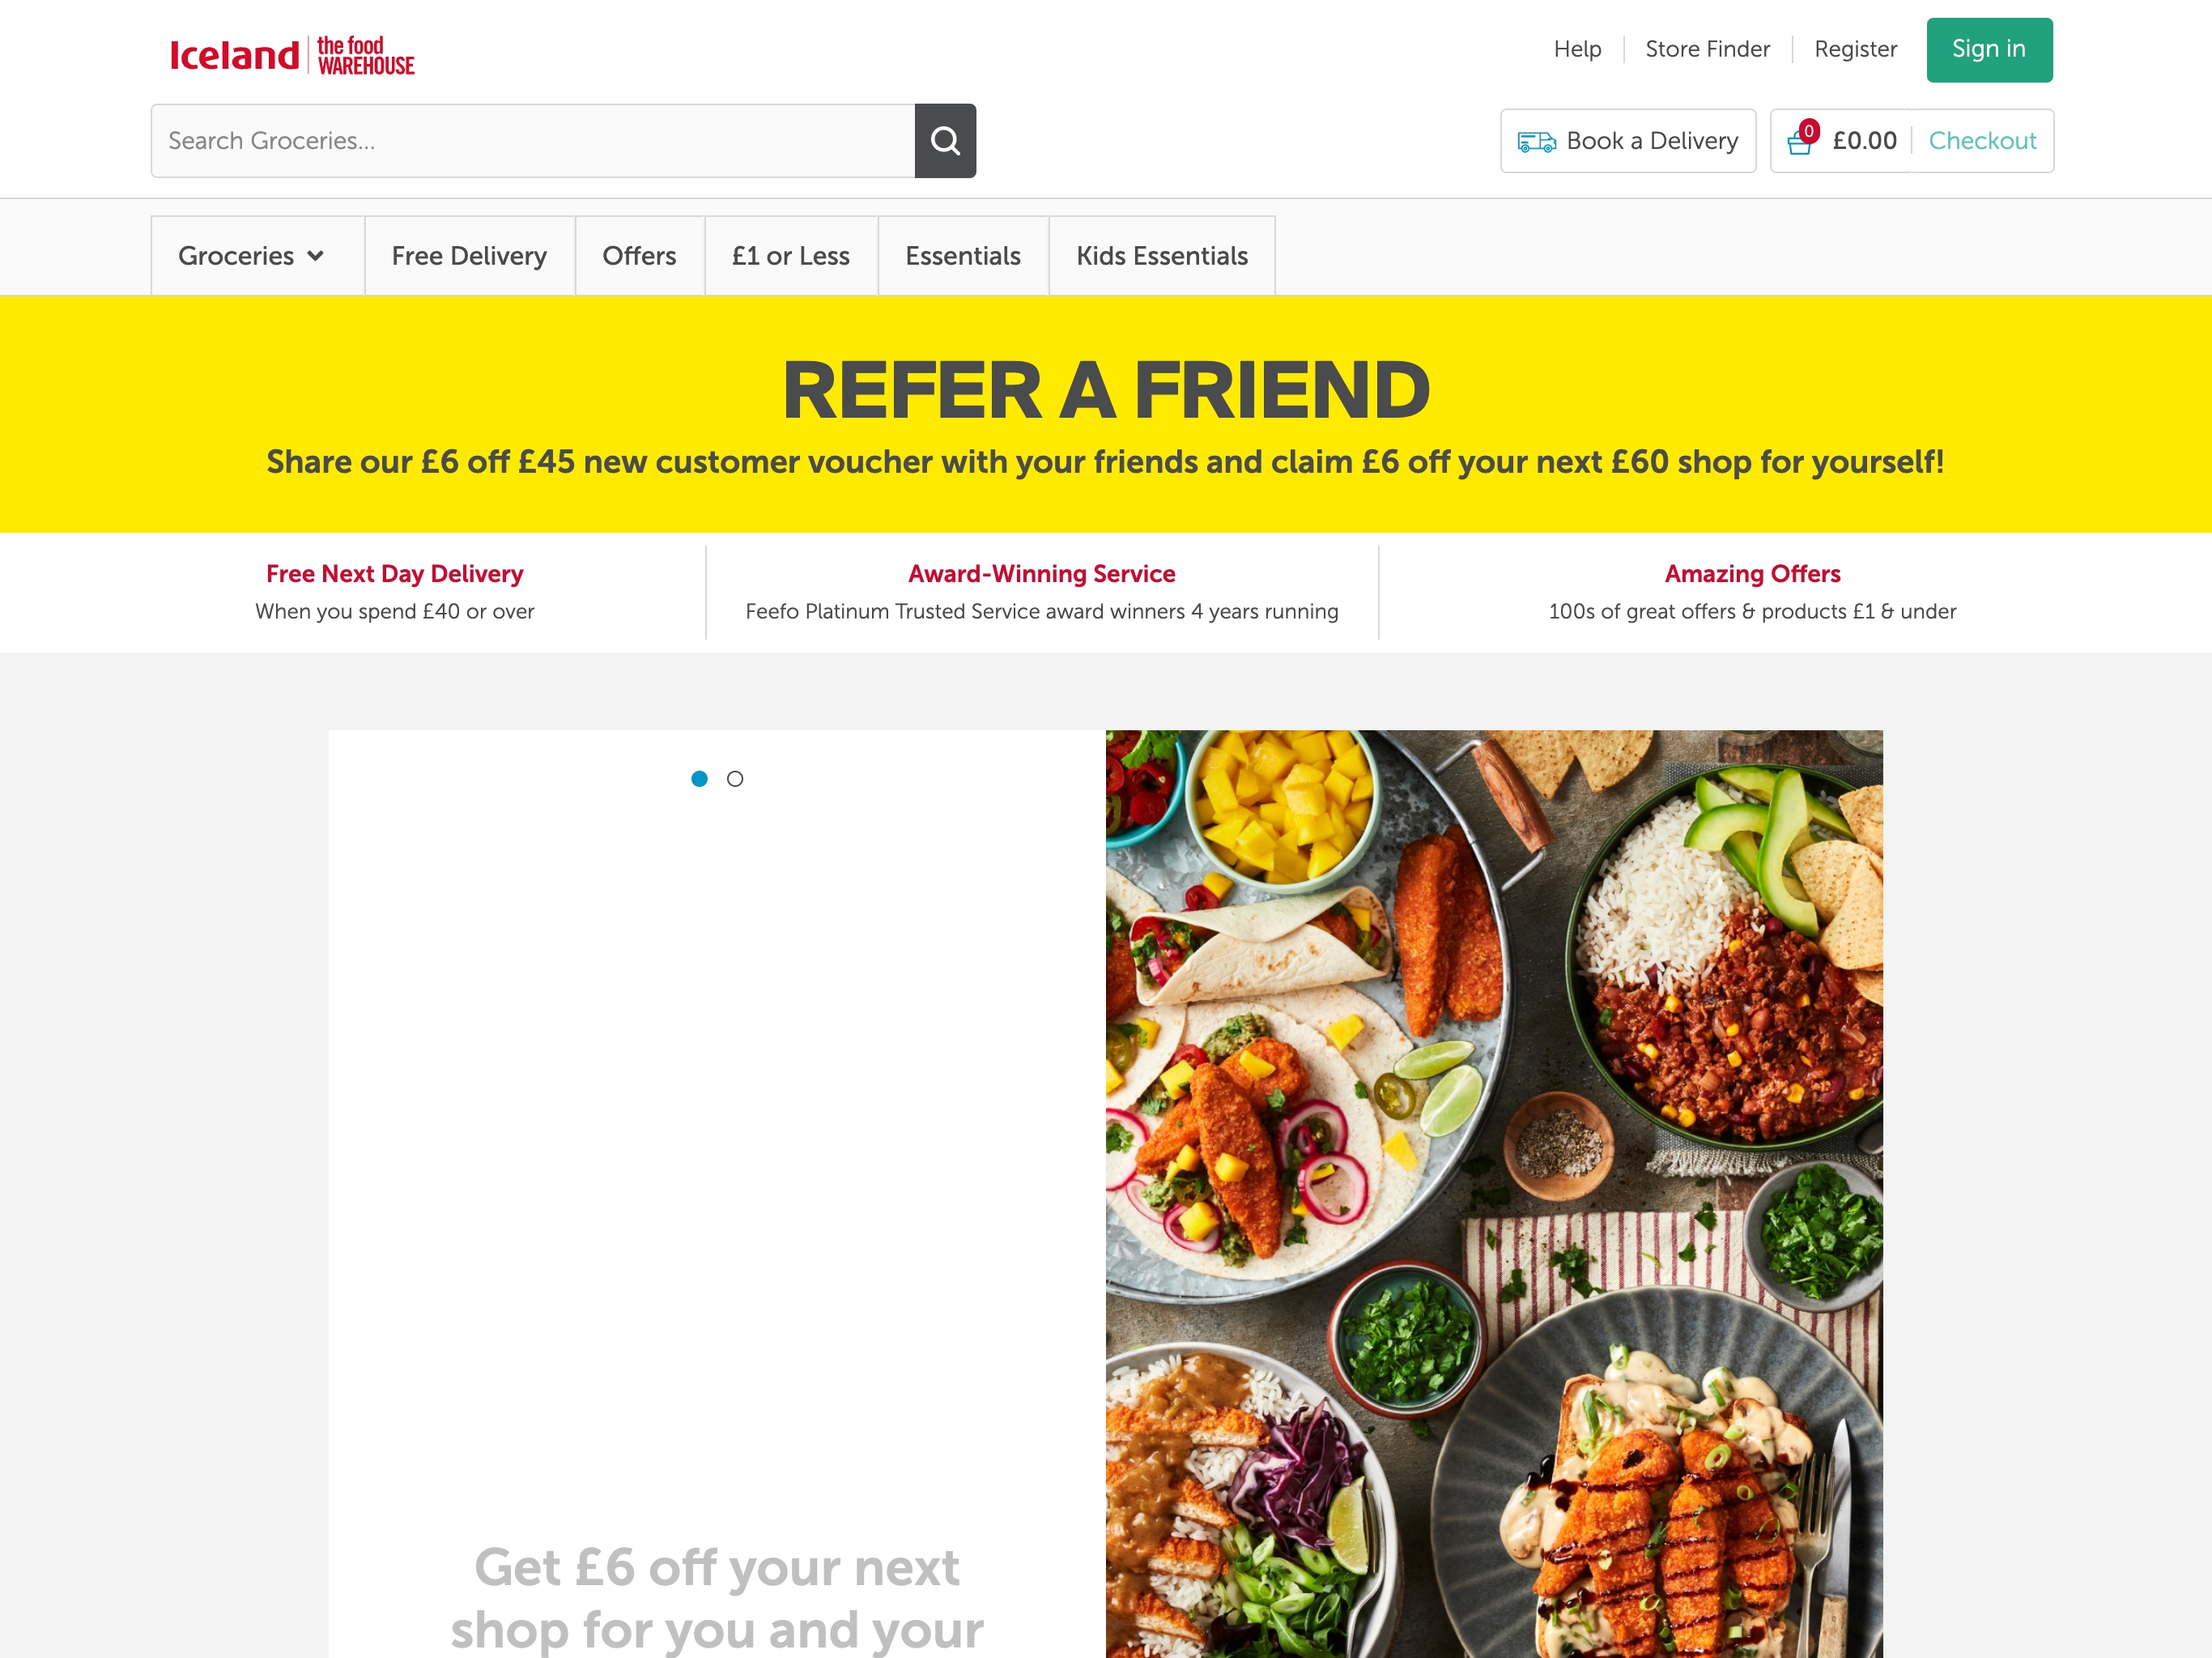 Iceland the food WAREHOUSE
Help
Store Finder
Register
Sign in
Search Groceries...
Book a Delivery
0
£0.00
Checkout
Groceries
Free Delivery
Offers
£1 or Less
Essentials
Kids Essentials
REFER A FRIEND
Share our £6 off £45 new customer voucher with your friends and claim £6 off your next £60 shop for yourself!
Free Next Day Delivery
When you spend £40 or over
Award-Winning Service
Feefo Platinum Trusted Service award winners 4 years running
Amazing Offers
100s of great offers & products £1 & under
Get £6 off your next
shop for you and your